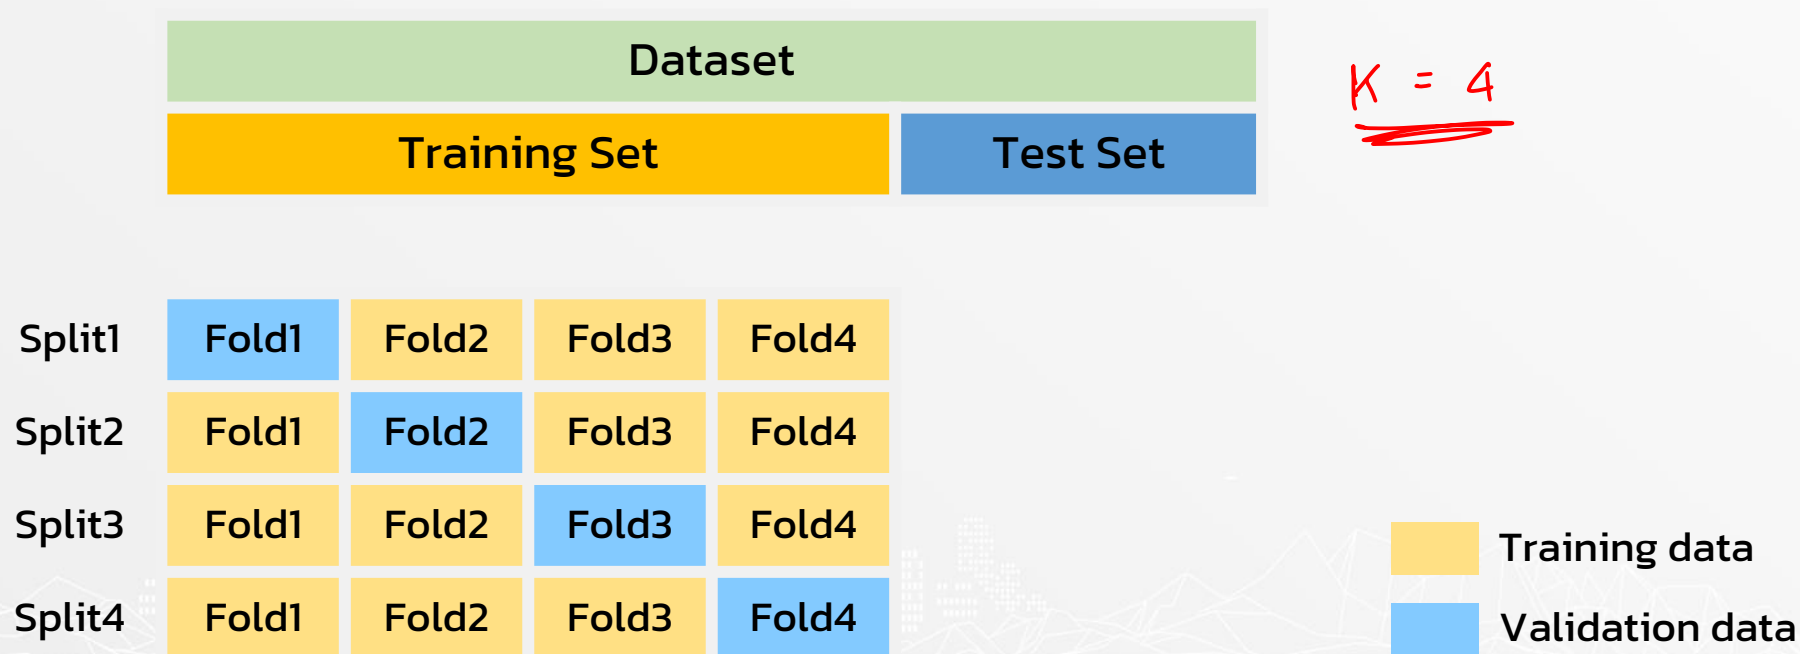 Dataset
K = 4
Training Set Test Set
Split1 Fold1 Fold2 Fold3 Fold4
Split2 Fold1 Fold2 Fold3 Fold4
Split3 Fold1 Fold2 Fold3 Fold4
Training data
Split4 Fold1 Fold2 Fold3 Fold4
Validation data